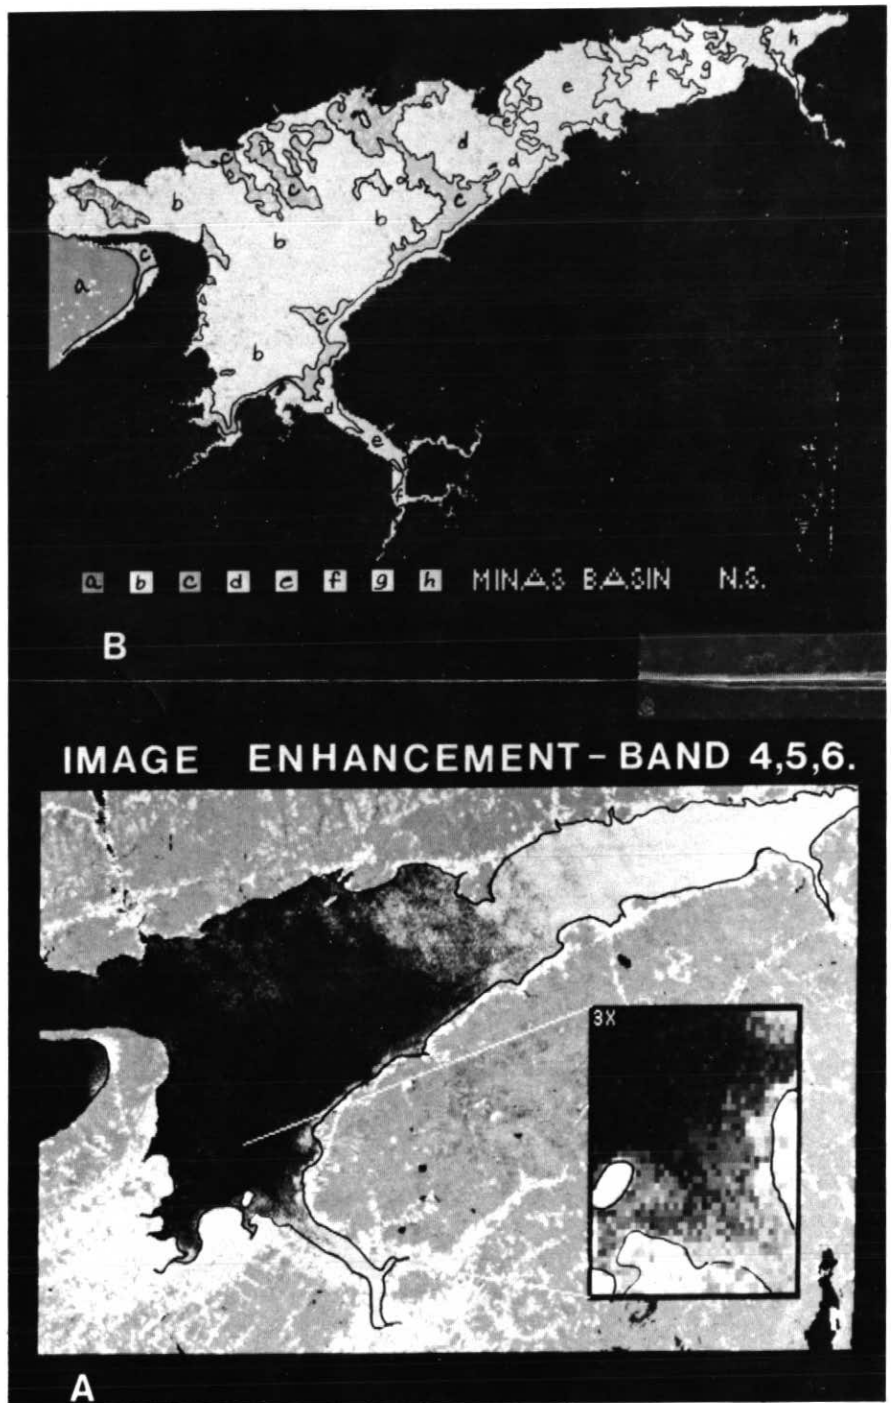 h
e f g
e
d
d
c
b c c
b
b
c
a
c
b
d
e
f
a b c d e f g h MINAS BASIN N.S.
B
IMAGE ENHANCEMENT – BAND 4,5,6.
3X
A